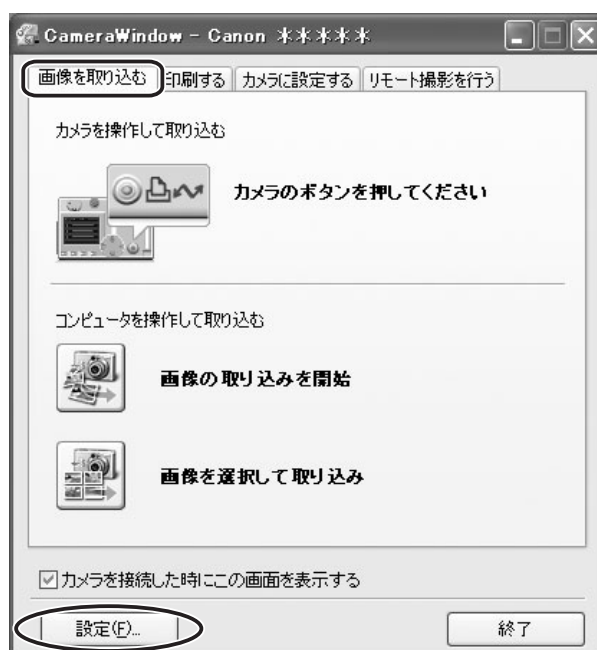 CameraWindow - Canon *****
画像を取り込む 印刷する カメラに設定する リモート撮影を行う
カメラを操作して取り込む
カメラのボタンを押してください
コンピュータを操作して取り込む
画像の取り込みを開始
画像を選択して取り込み
カメラを接続した時にこの画面を表示する
設定(F)... 終了